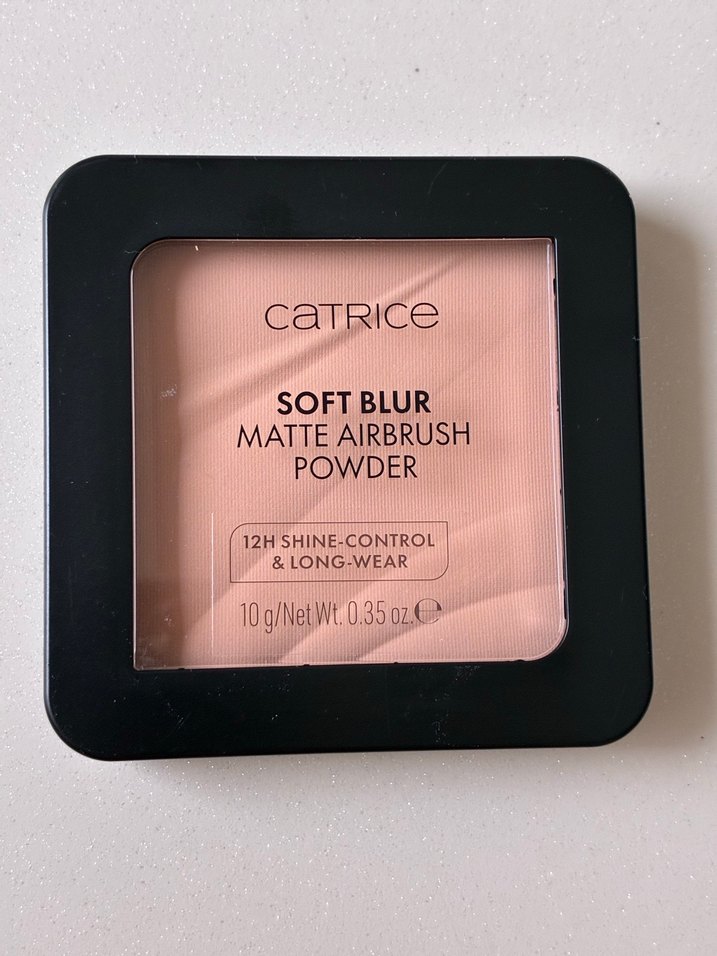 CATRICE
SOFT BLUR
MATTE AIRBRUSH
POWDER
12H SHINE-CONTROL
& LONG-WEAR
10 g/Net Wt. 0.35 oz. ℮